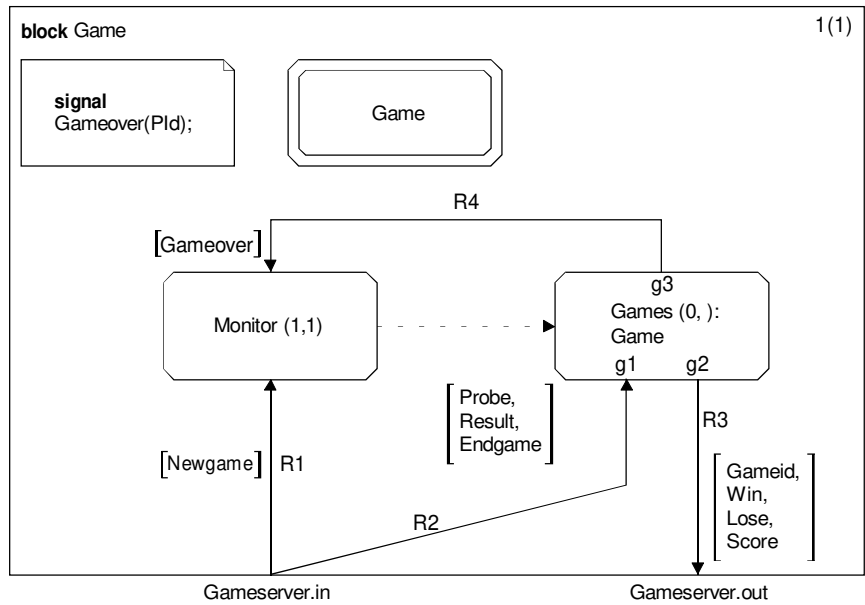 block Game
1(1)
signal
Gameover(PId);
Game
R4
[Gameover]
g3
Monitor (1,1)
Games (0, ):
Game
g1 g2
Probe,
Result,
Endgame
R3
[Newgame] R1
Gameid,
Win,
Lose,
Score
R2
Gameserver.in
Gameserver.out